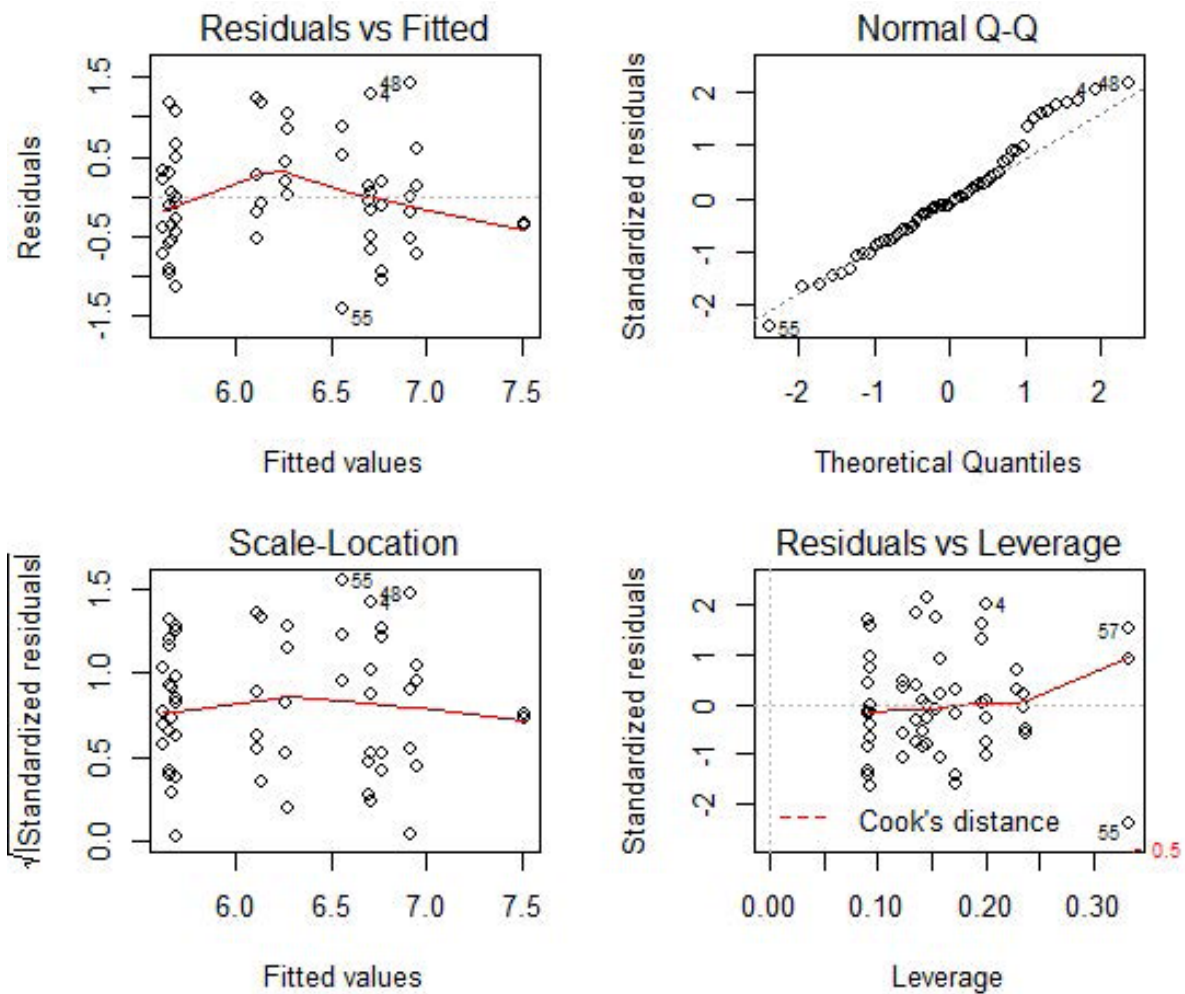 Residuals vs Fitted
Residuals
1.5
0.5
-0.5
-1.5
48
4
55
6.0 6.5 7.0 7.5
Fitted values
Normal Q-Q
Standardized residuals
2
1
0
-1
-2
4 48
55
-2 -1 0 1 2
Theoretical Quantiles
Scale-Location
√|Standardized residuals|
1.5
1.0
0.5
0.0
55
48
4
6.0 6.5 7.0 7.5
Fitted values
Residuals vs Leverage
Standardized residuals
2
1
0
-1
-2
4
57
Cook's distance
55
0.5
0.00 0.10 0.20 0.30
Leverage